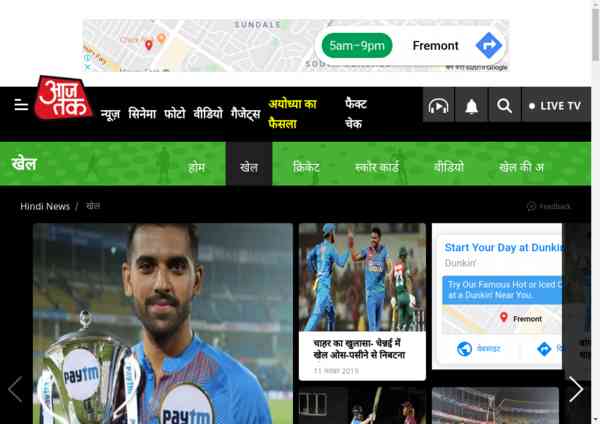 SUNDALE
5am–9pm
Fremont
आज
तक
न्यूज़ सिनेमा फोटो वीडियो गैजेट्स अयोध्या का फैसला फैक्ट चेक
LIVE TV
खेल
होम खेल क्रिकेट स्कोर कार्ड वीडियो खेल की अ
Hindi News / खेल
Feedback
Start Your Day at Dunkin
Dunkin'
Try Our Famous Hot or Iced C
at a Dunkin' Near You.
Fremont
वेबसाइट
चाहर का खुलासा- चेन्नई में
खेल ओस-पसीने से निबटना
11 नवंबर 2019
paytm
paytm